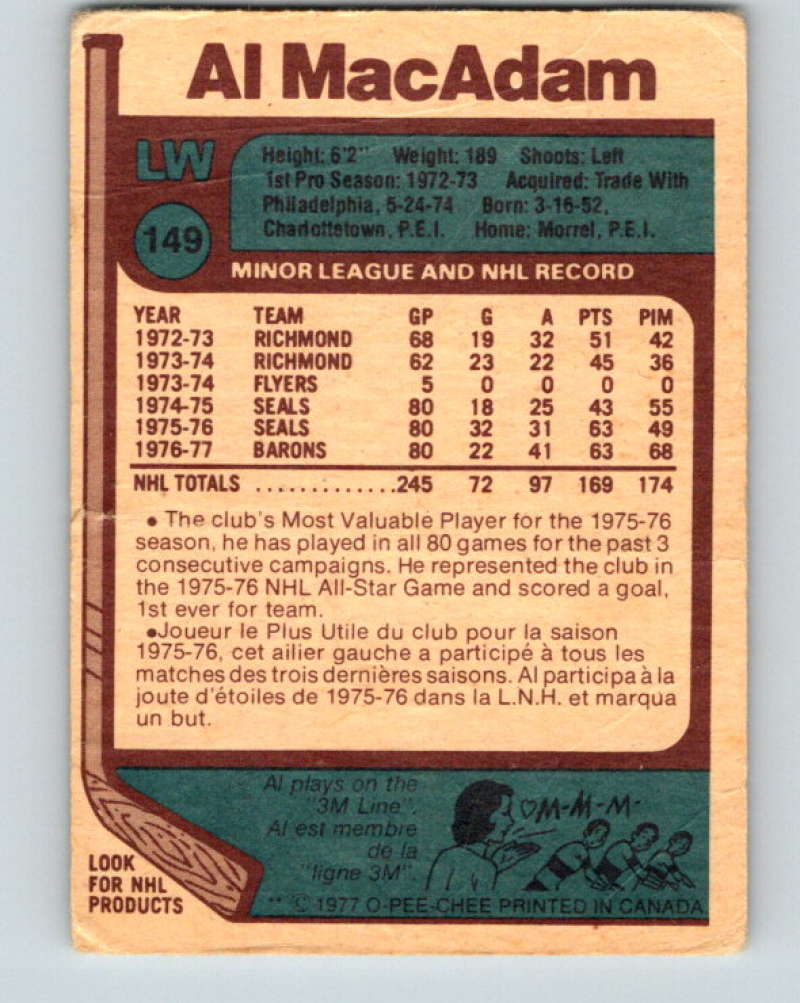 Al MacAdam
LW
Height: 6'2" Weight: 189 Shoots: Left
1st Pro Season: 1972-73 Acquired: Trade With
Philadelphia, 5-24-74 Born: 3-16-52,
Charlottetown, P.E.I. Home: Morrel, P.E.I.
149
MINOR LEAGUE AND NHL RECORD
YEAR TEAM GP G A PTS PIM
1972-73 RICHMOND 68 19 32 51 42
1973-74 RICHMOND 62 23 22 45 36
1973-74 FLYERS 5 0 0 0 0
1974-75 SEALS 80 18 25 43 55
1975-76 SEALS 80 32 31 63 49
1976-77 BARONS 80 22 41 63 68
NHL TOTALS ..............245 72 97 169 174
• The club's Most Valuable Player for the 1975-76
season, he has played in all 80 games for the past 3
consecutive campaigns. He represented the club in
the 1975-76 NHL All-Star Game and scored a goal,
1st ever for team.
•Joueur le Plus Utile du club pour la saison
1975-76, cet ailier gauche a participé à tous les
matches des trois dernières saisons. Al participa à la
joute d'étoiles de 1975-76 dans la L.N.H. et marqua
un but.
Al plays on the
"3M Line".
Al est membre
de la
"ligne 3M".
M-M-M-
LOOK
FOR NHL
PRODUCTS
** © 1977 O-PEE-CHEE PRINTED IN CANADA